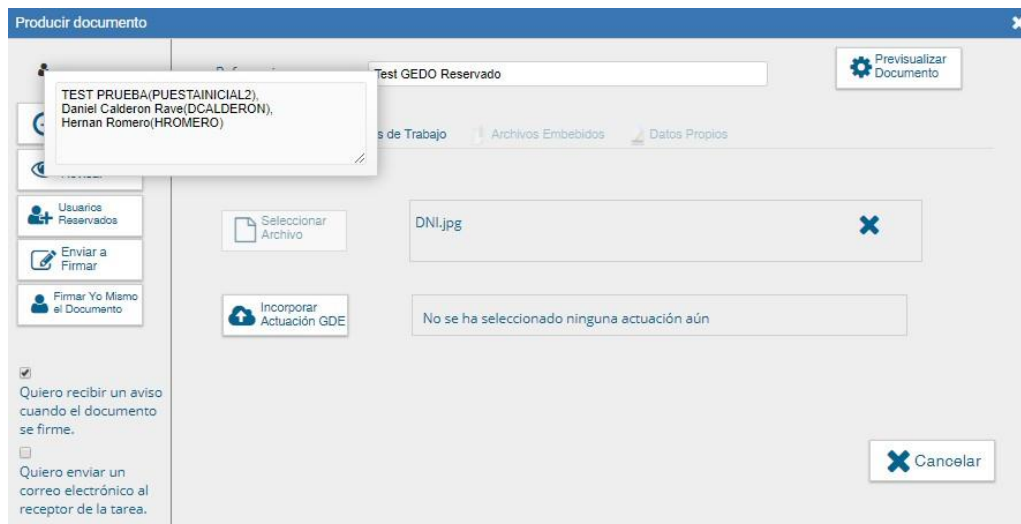 Producir documento
Test GEDO Reservado
Previsualizar
Documento
TEST PRUEBA(PUESTAINICIAL2),
Daniel Calderon Rave(DCALDERON),
Hernan Romero(HROMERO)
s de Trabajo
Archivos Embebidos
Datos Propios
Usuarios
Reservados
Enviar a
Firmar
Firmar Yo Mismo
el Documento
Seleccionar
Archivo
DNI.jpg
Incorporar
Actuación GDE
No se ha seleccionado ninguna actuación aún
Quiero recibir un aviso
cuando el documento
se firme.
Quiero enviar un
correo electrónico al
receptor de la tarea.
Cancelar